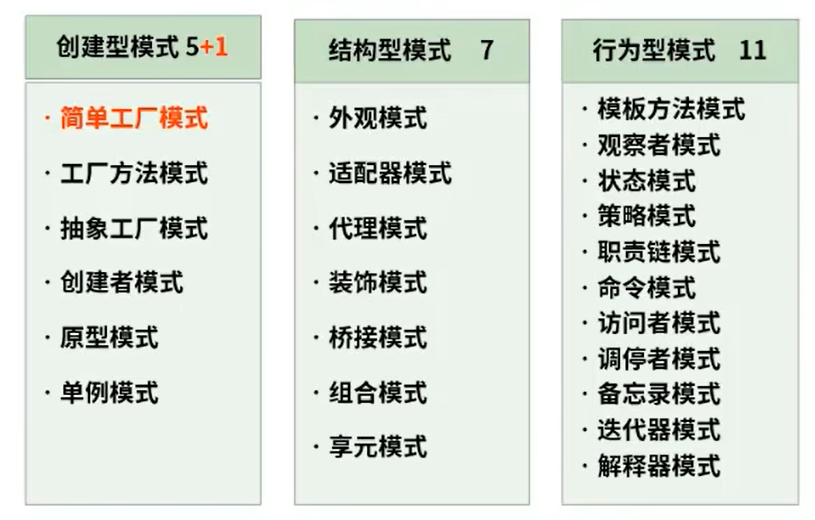 创建型模式 5+1
· 简单工厂模式
· 工厂方法模式
· 抽象工厂模式
· 创建者模式
· 原型模式
· 单例模式
结构型模式 7
· 外观模式
· 适配器模式
· 代理模式
· 装饰模式
· 桥接模式
· 组合模式
· 享元模式
行为型模式 11
· 模板方法模式
· 观察者模式
· 状态模式
· 策略模式
· 职责链模式
· 命令模式
· 访问者模式
· 调停者模式
· 备忘录模式
· 迭代器模式
· 解释器模式